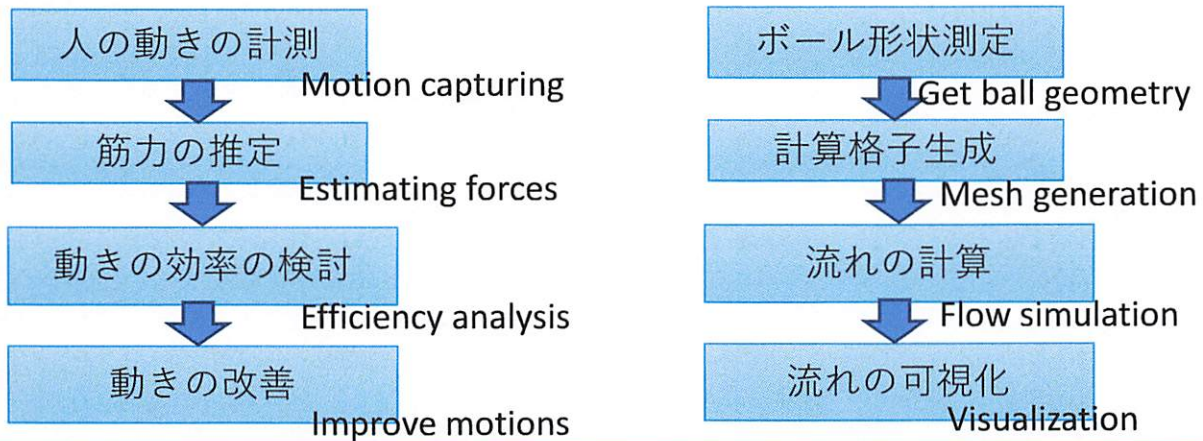 人の動きの計測
Motion capturing
筋力の推定
Estimating forces
動きの効率の検討
Efficiency analysis
動きの改善
Improve motions
ボール形状測定
Get ball geometry
計算格子生成
Mesh generation
流れの計算
Flow simulation
流れの可視化
Visualization